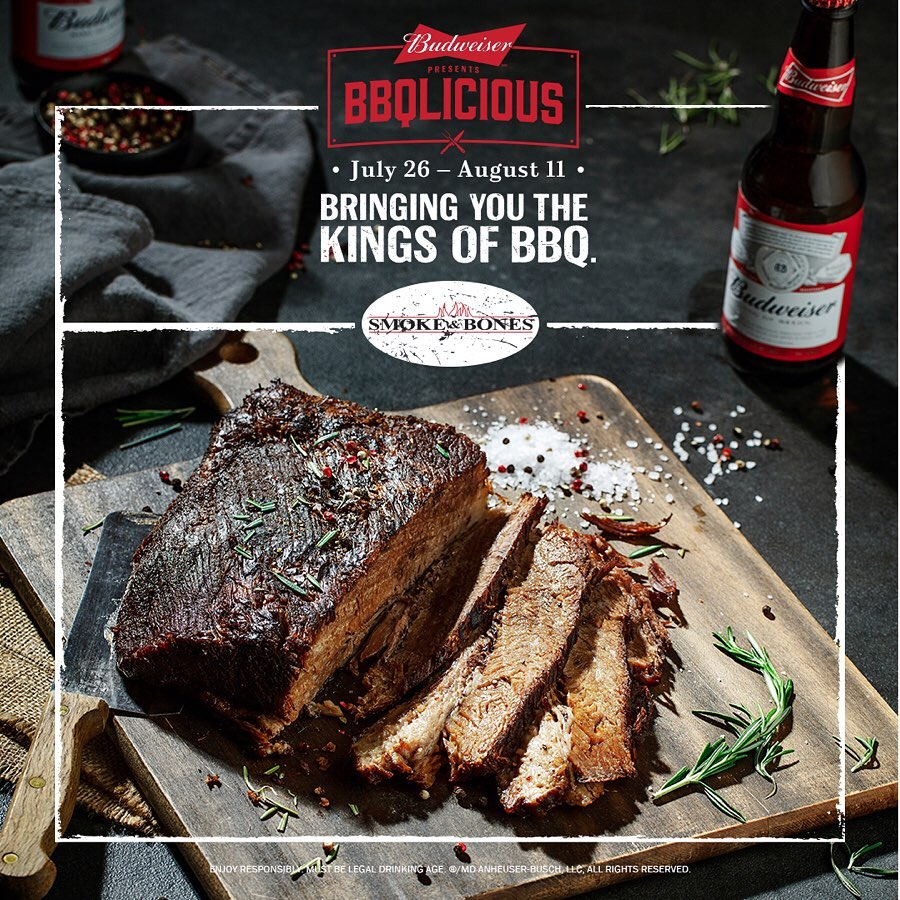 Budweiser
PRESENTS
BBQLICIOUS
• July 26 – August 11 •
BRINGING YOU THE
KINGS OF BBQ.
SMOKE & BONES
Budweiser
Budweiser
ENJOY RESPONSIBLY. MUST BE LEGAL DRINKING AGE. ®/MD ANHEUSER-BUSCH, LLC, ALL RIGHTS RESERVED.